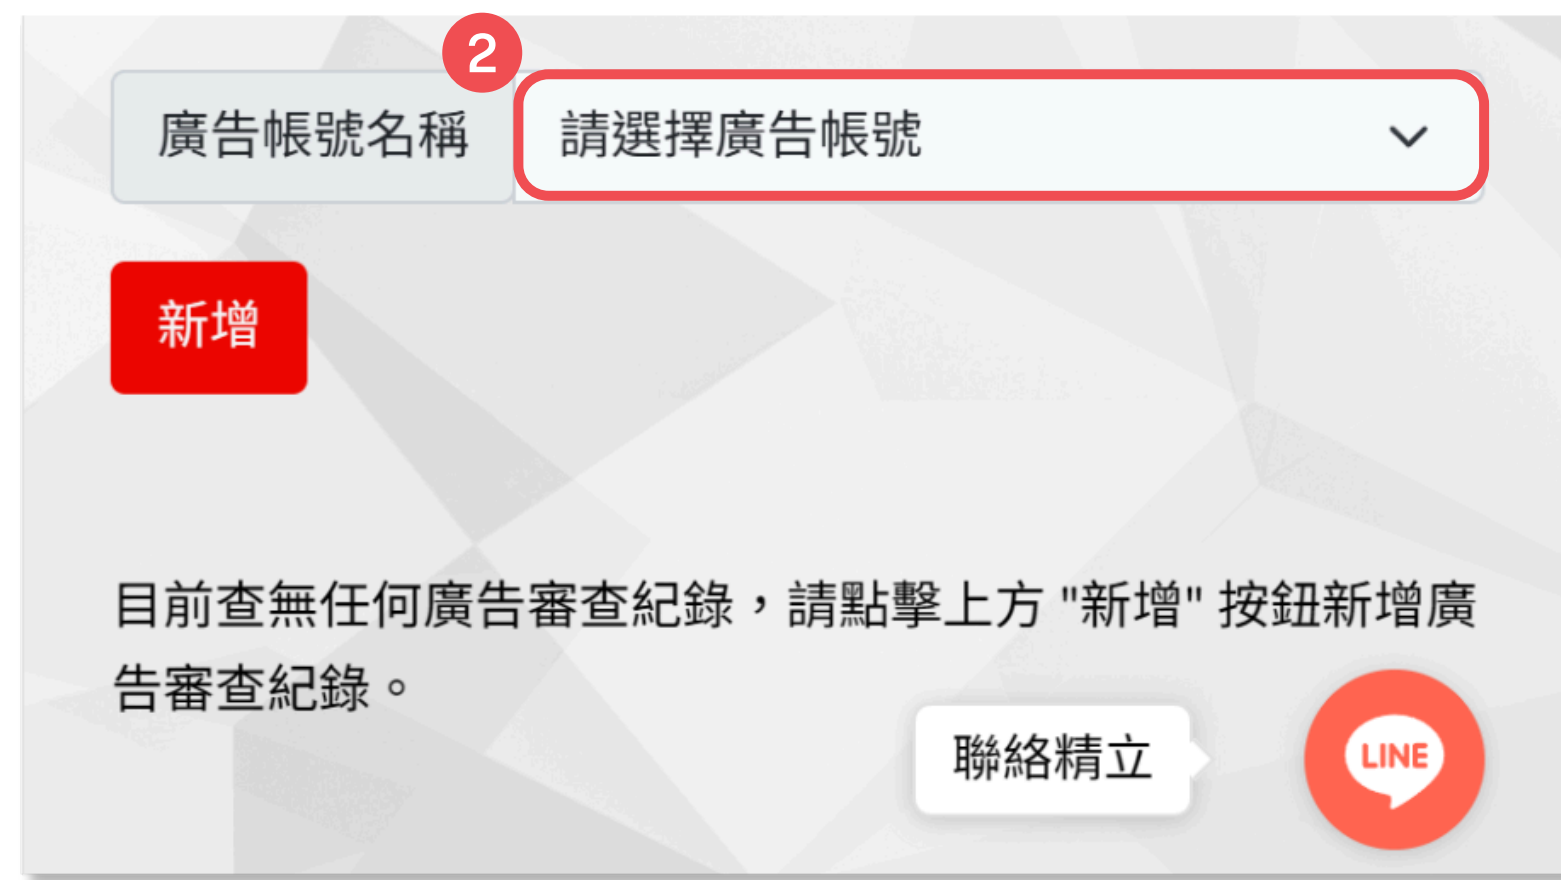 2
廣告帳號名稱 請選擇廣告帳號
新增
目前查無任何廣告審查紀錄，請點擊上方 "新增" 按鈕新增廣
告審查紀錄。
聯絡精立
LINE